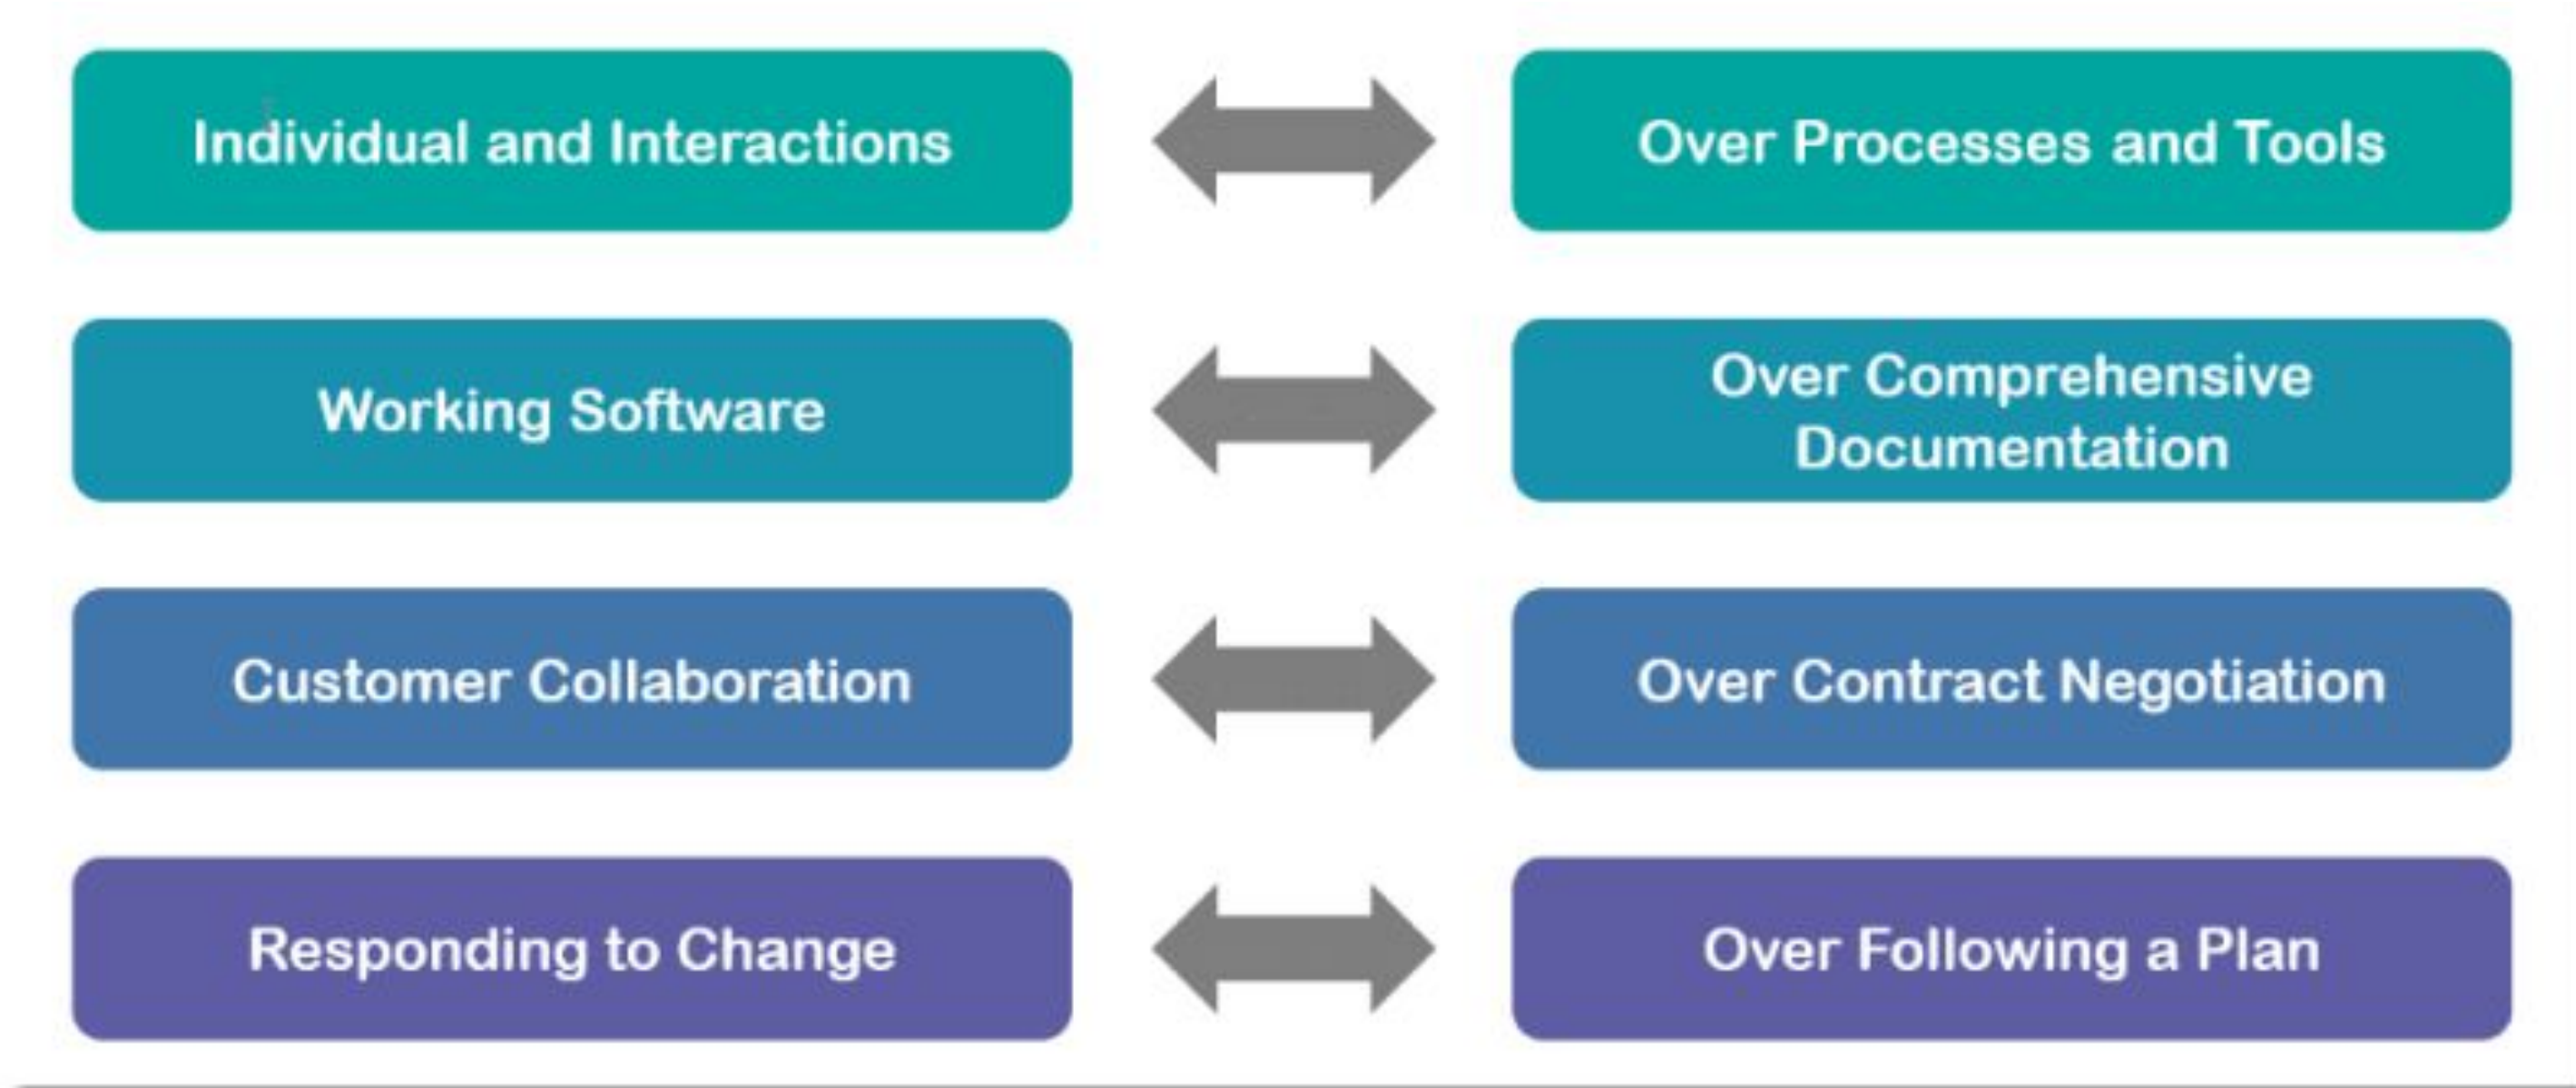 Individual and Interactions
Over Processes and Tools
Working Software
Over Comprehensive
Documentation
Customer Collaboration
Over Contract Negotiation
Responding to Change
Over Following a Plan